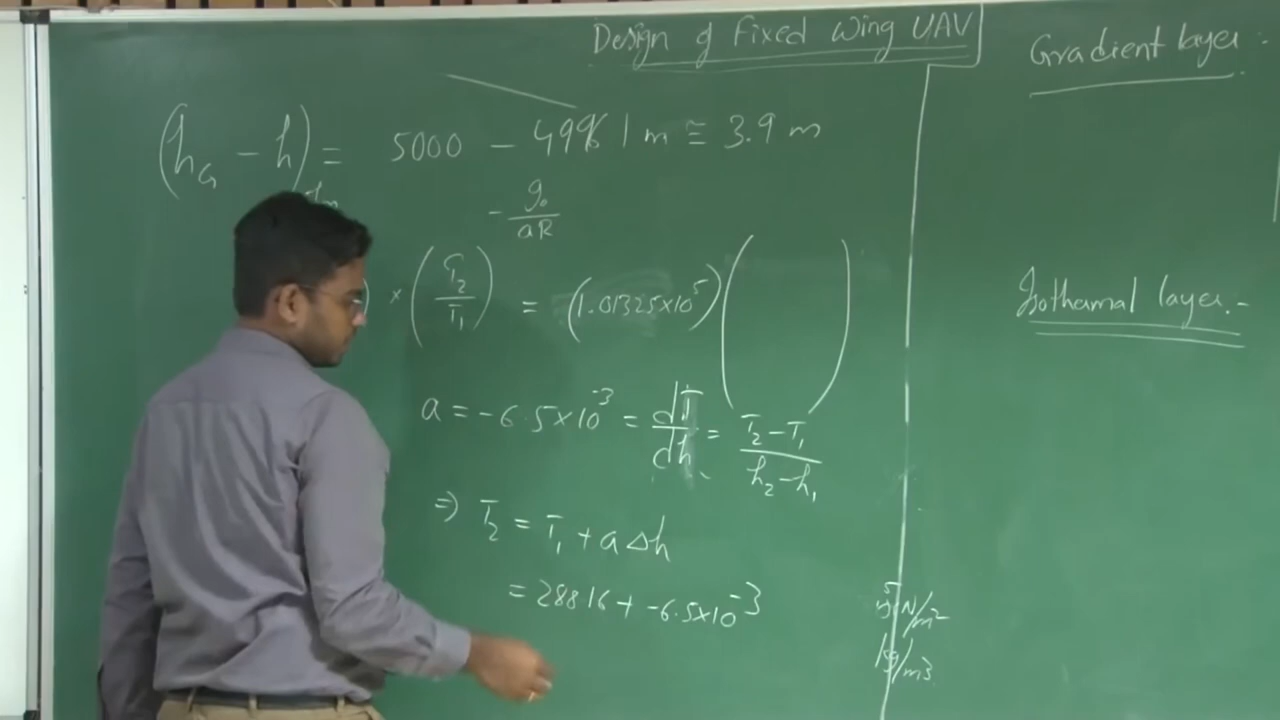 Design of Fixed Wing UAV
Gradient layer :-
(h_G - h) = 5000 - 4996.1 m ≅ 3.9 m
- g₀/aR
) × (T₂/T₁) = (1.01325×10⁵) ( )
Isothamal layer.-
a = -6.5×10⁻³ = dT/dh = T₂-T₁/h₂-h₁
⇒ T₂ = T₁ + a Δh
= 288.16 + -6.5×10⁻³
N/m²
kg/m3